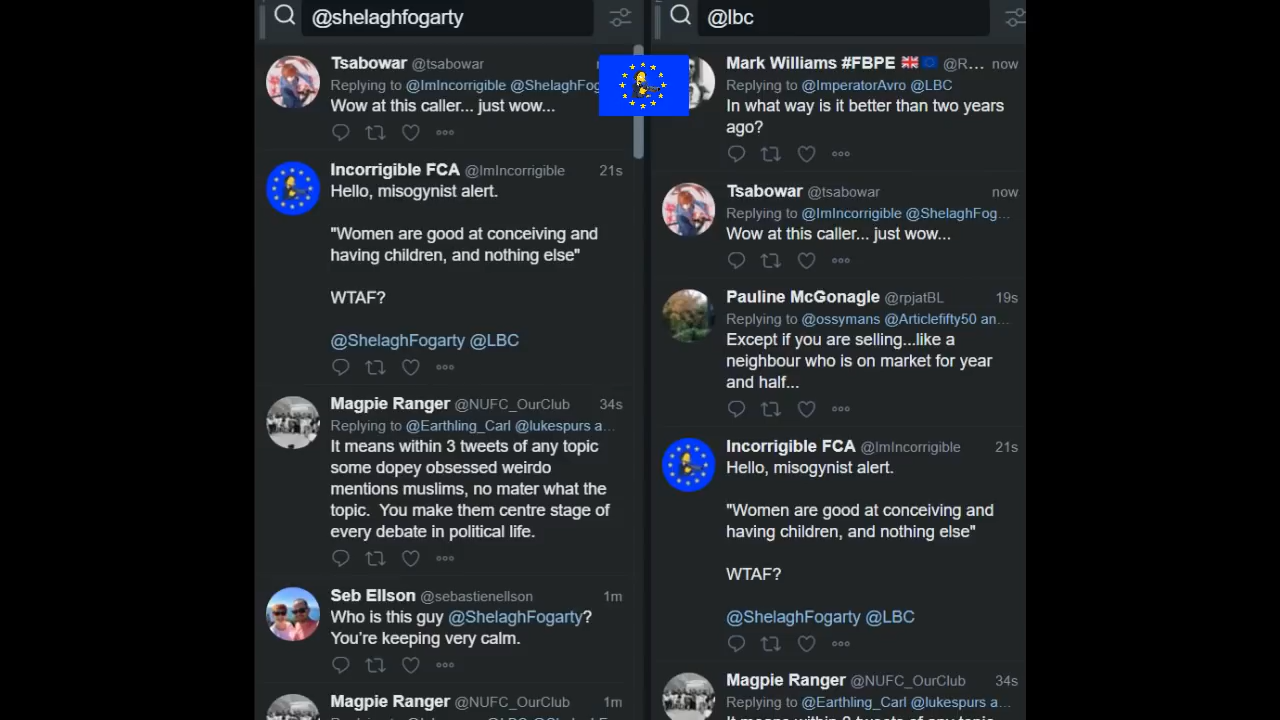 @shelaghfogarty
Tsabowar @tsabowar
Replying to @ImIncorrigible @ShelaghFog
Wow at this caller... just wow...
Incorrigible FCA @ImIncorrigible 21s
Hello, misogynist alert.
"Women are good at conceiving and
having children, and nothing else"
WTAF?
@ShelaghFogarty @LBC
Magpie Ranger @NUFC_OurClub 34s
Replying to @Earthling_Carl @lukespurs a...
It means within 3 tweets of any topic
some dopey obsessed weirdo
mentions muslims, no mater what the
topic. You make them centre stage of
every debate in political life.
Seb Ellson @sebastienellson 1m
Who is this guy @ShelaghFogarty?
You're keeping very calm.
Magpie Ranger @NUFC_OurClub 1m
@lbc
Mark Williams #FBPE 🇬🇧 🇪🇺 @R... now
Replying to @ImperatorAvro @LBC
In what way is it better than two years
ago?
Tsabowar @tsabowar now
Replying to @ImIncorrigible @ShelaghFog...
Wow at this caller... just wow...
Pauline McGonagle @rpjatBL 19s
Replying to @ossymans @Articlefifty50 an...
Except if you are selling...like a
neighbour who is on market for year
and half...
Incorrigible FCA @ImIncorrigible 21s
Hello, misogynist alert.
"Women are good at conceiving and
having children, and nothing else"
WTAF?
@ShelaghFogarty @LBC
Magpie Ranger @NUFC_OurClub 34s
Replying to @Earthling_Carl @lukespurs a...